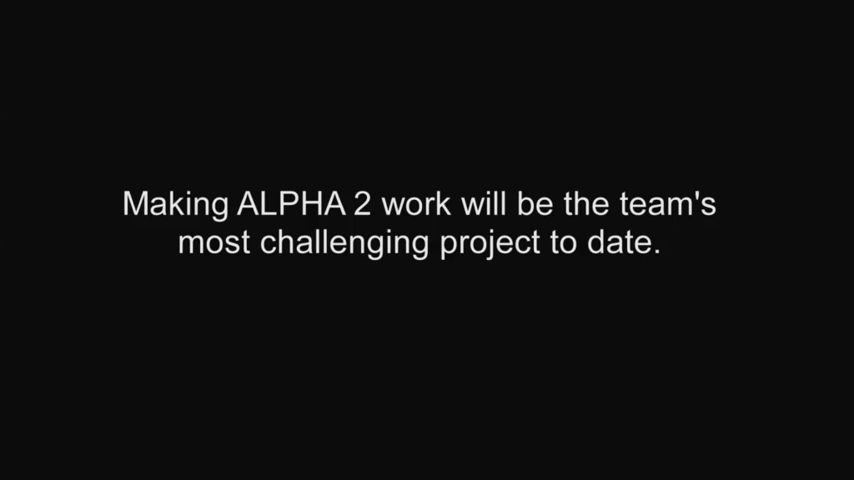 Making ALPHA 2 work will be the team's
most challenging project to date.